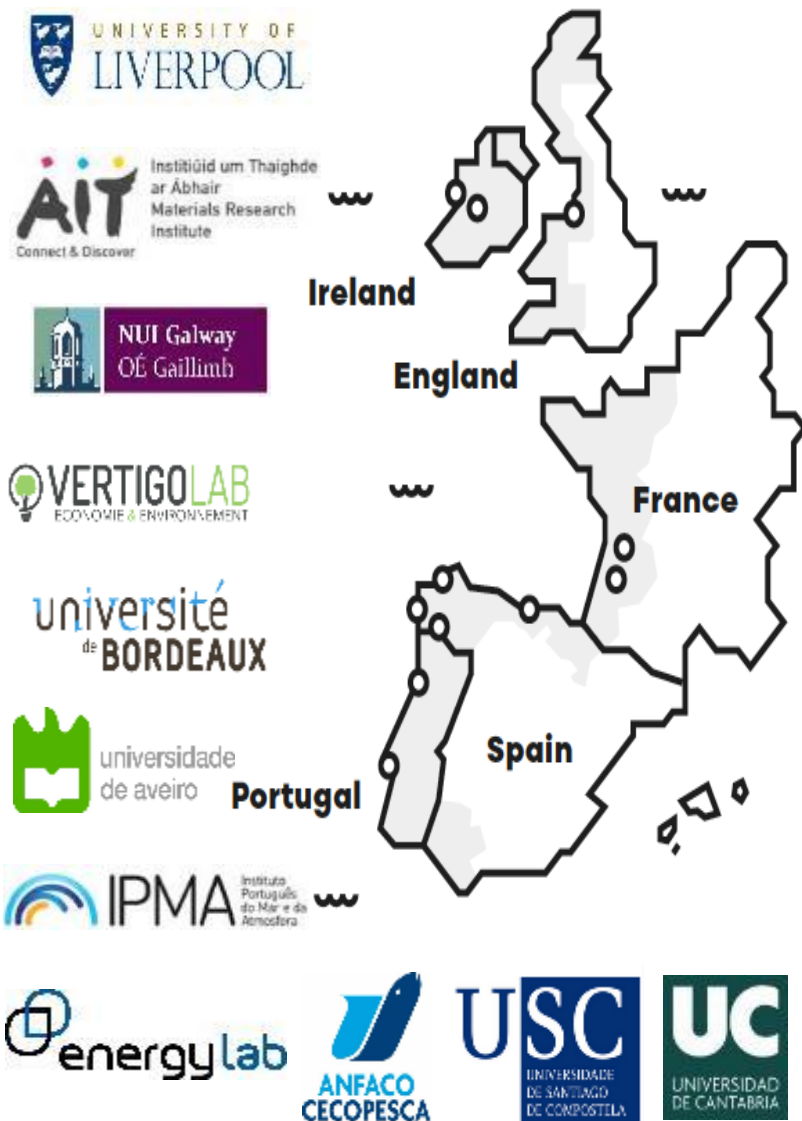 UNIVERSITY OF
LIVERPOOL
AIT
Connect & Discover
Institiúid um Thaighde
ar Ábhair
Materials Research
Institute
NUI Galway
OÉ Gaillimh
VERTIGOLAB
ECONOMIE & ENVIRONNEMENT
université
de BORDEAUX
universidade
de aveiro
IPMA
Instituto
Português
do Mar e da
Atmosfera
energylab
ANFACO
CECOPESCA
USC
UNIVERSIDADE
DE SANTIAGO
DE COMPOSTELA
UC
UNIVERSIDAD
DE CANTABRIA
Ireland
England
France
Spain
Portugal